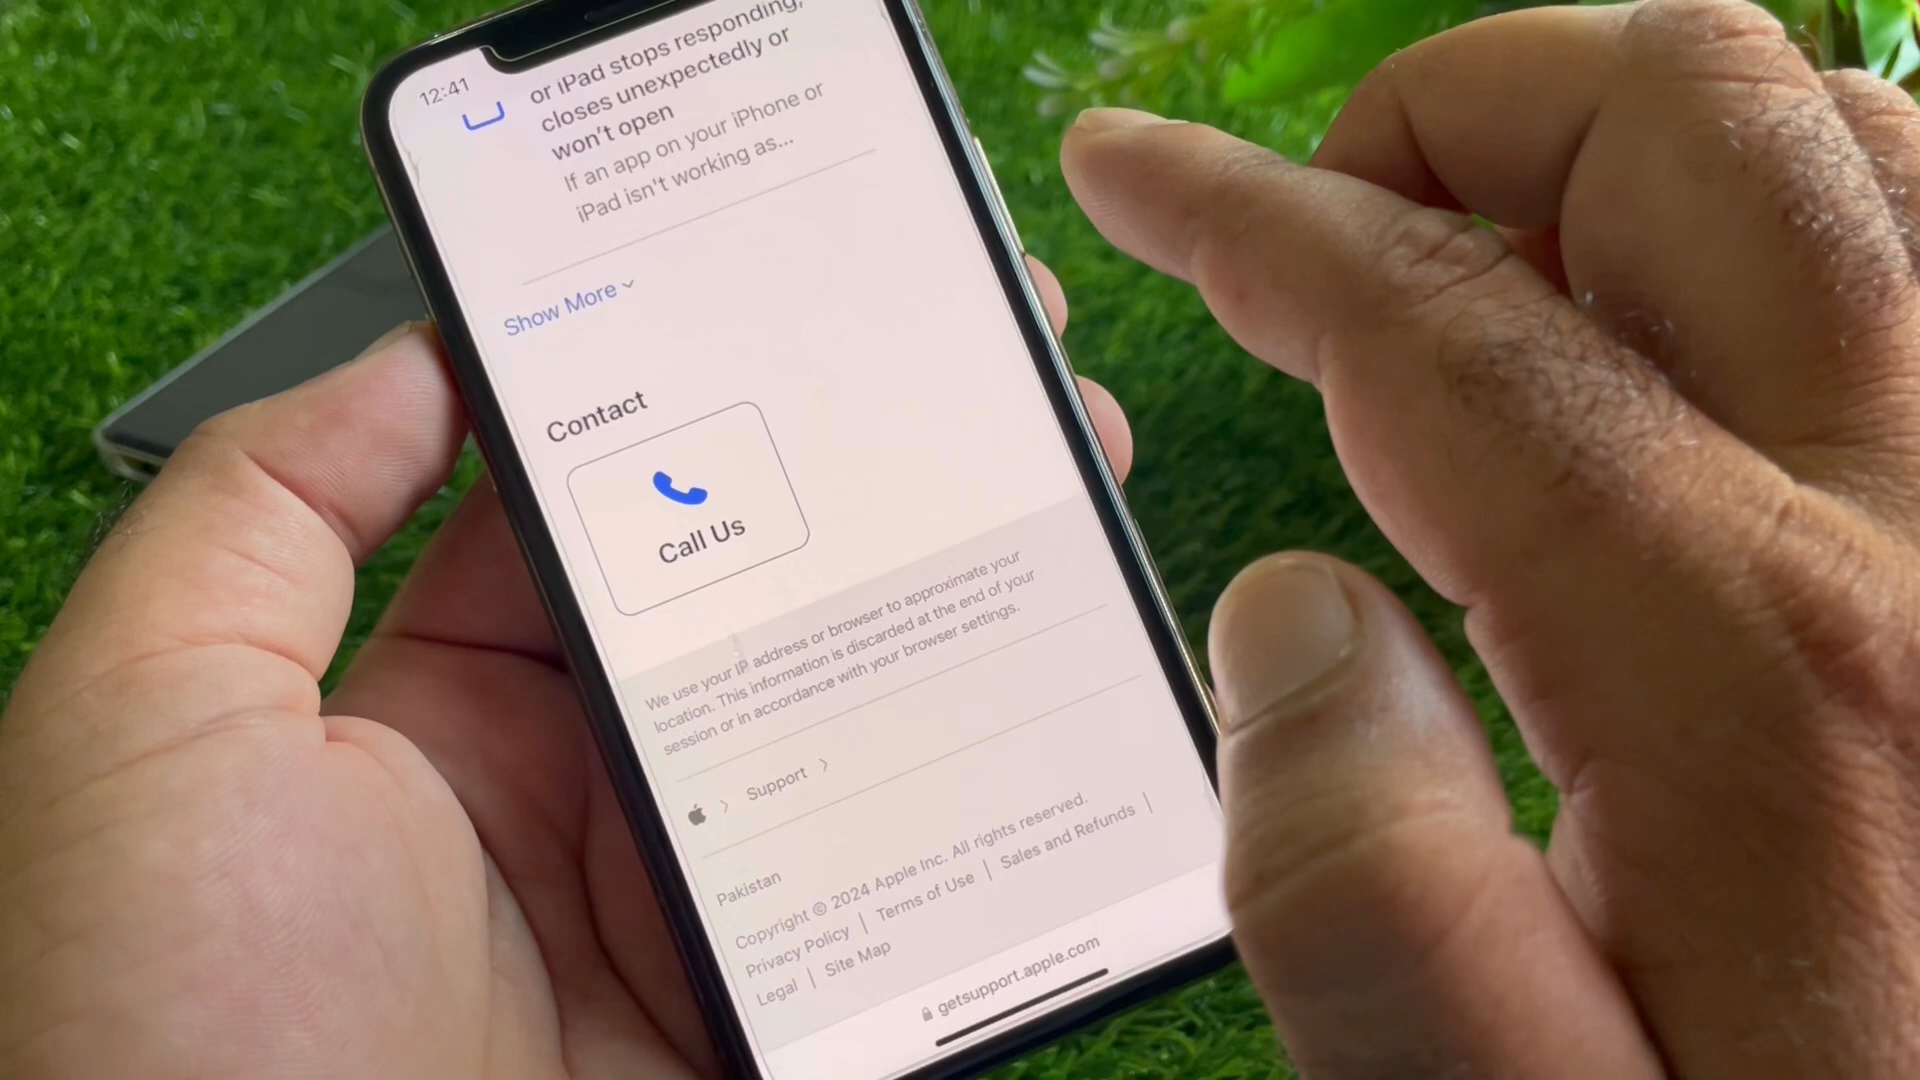 12:41
or iPad stops responding,
closes unexpectedly or
won't open
If an app on your iPhone or
iPad isn't working as...
Show More
Contact
Call Us
We use your IP address or browser to approximate your
location. This information is discarded at the end of your
session or in accordance with your browser settings.
Support
Pakistan
Copyright © 2024 Apple Inc. All rights reserved.
Privacy Policy | Terms of Use | Sales and Refunds |
Legal | Site Map
getsupport.apple.com